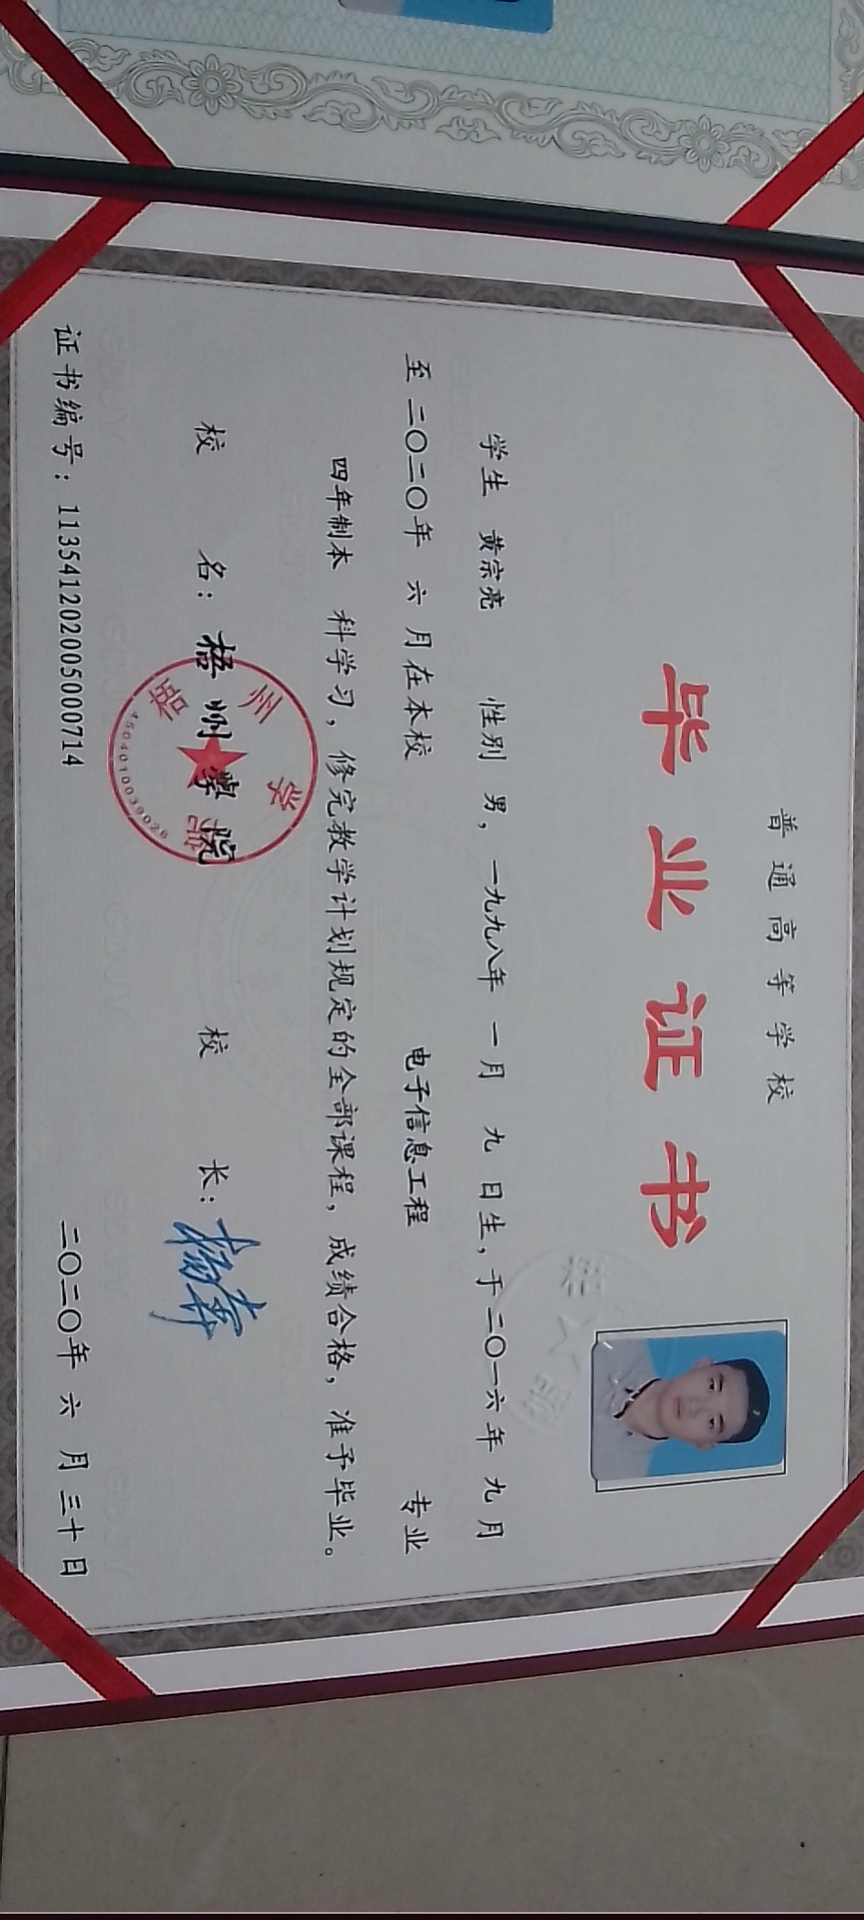 普通高等学校
毕业证书
学生 黄宗亮 性别 男，一九九八年 一月 九日生，于二〇一六年 九月
至二〇二〇年 六月在本校 电子信息工程 专业
四年制本 科学习，修完教学计划规定的全部课程，成绩合格，准予毕业。
校 名：梧州学院 校 长：
梧州学院
4504010039026
证书编号：113541202005000714 二〇二〇年 六 月 三十日